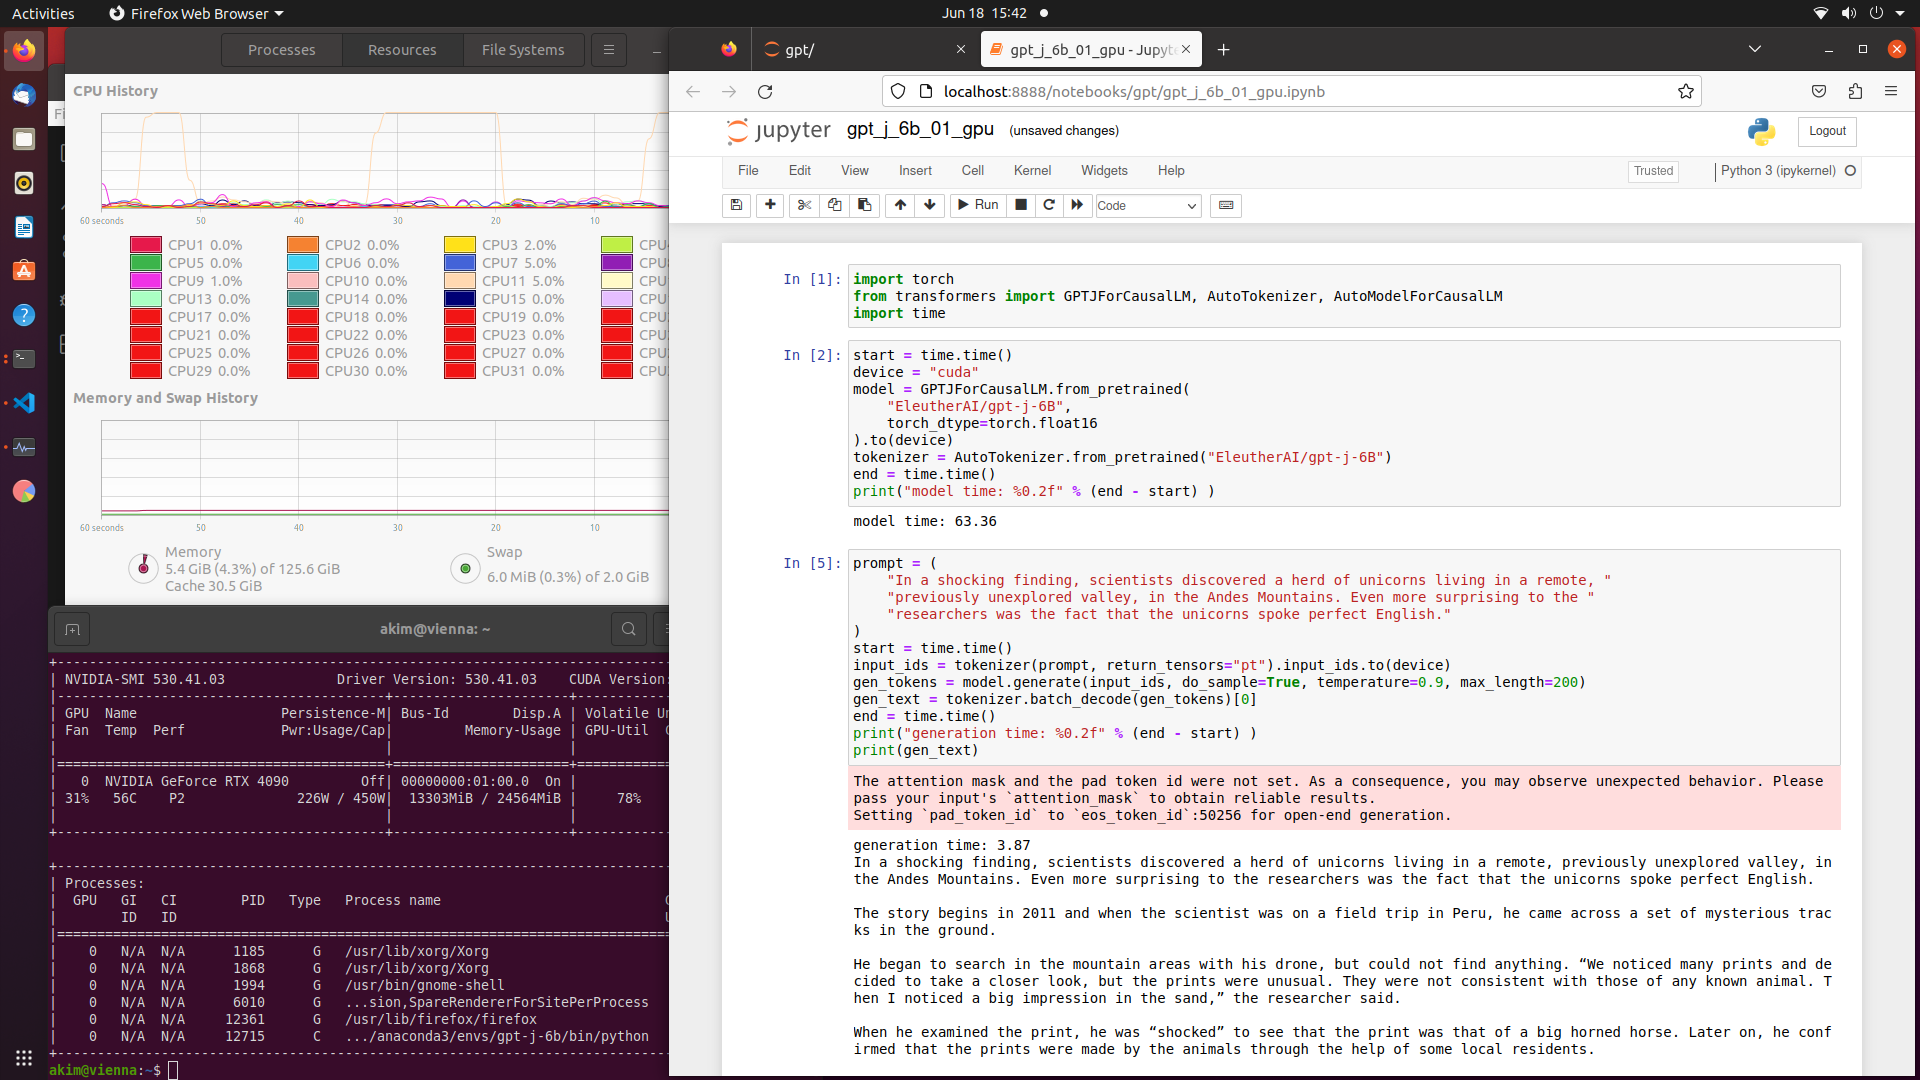 Activities
Firefox Web Browser
Jun 18 15:42
Processes
Resources
File Systems
CPU History
60 seconds 50 40 30 20 10
CPU1 0.0% CPU2 0.0% CPU3 2.0%
CPU5 0.0% CPU6 0.0% CPU7 5.0%
CPU9 1.0% CPU10 0.0% CPU11 5.0%
CPU13 0.0% CPU14 0.0% CPU15 0.0%
CPU17 0.0% CPU18 0.0% CPU19 0.0%
CPU21 0.0% CPU22 0.0% CPU23 0.0%
CPU25 0.0% CPU26 0.0% CPU27 0.0%
CPU29 0.0% CPU30 0.0% CPU31 0.0%
Memory and Swap History
60 seconds 50 40 30 20 10
Memory
5.4 GiB (4.3%) of 125.6 GiB
Cache 30.5 GiB
Swap
6.0 MiB (0.3%) of 2.0 GiB
akim@vienna: ~
NVIDIA-SMI 530.41.03 Driver Version: 530.41.03 CUDA Version:
GPU Name Persistence-M| Bus-Id Disp.A | Volatile Un
Fan Temp Perf Pwr:Usage/Cap| Memory-Usage | GPU-Util
0 NVIDIA GeForce RTX 4090 Off| 00000000:01:00.0 On |
31% 56C P2 226W / 450W| 13303MiB / 24564MiB | 78%
Processes:
GPU GI CI PID Type Process name
ID ID
0 N/A N/A 1185 G /usr/lib/xorg/Xorg
0 N/A N/A 1868 G /usr/lib/xorg/Xorg
0 N/A N/A 1994 G /usr/bin/gnome-shell
0 N/A N/A 6010 G ...sion,SpareRendererForSitePerProcess
0 N/A N/A 12361 G /usr/lib/firefox/firefox
0 N/A N/A 12715 C .../anaconda3/envs/gpt-j-6b/bin/python
akim@vienna:~$
gpt/
gpt_j_6b_01_gpu - Jupyte
localhost:8888/notebooks/gpt/gpt_j_6b_01_gpu.ipynb
jupyter gpt_j_6b_01_gpu (unsaved changes)
Logout
File Edit View Insert Cell Kernel Widgets Help
Trusted
Python 3 (ipykernel)
Run
Code
In [1]: import torch
from transformers import GPTJForCausalLM, AutoTokenizer, AutoModelForCausalLM
import time
In [2]: start = time.time()
device = "cuda"
model = GPTJForCausalLM.from_pretrained(
"EleutherAI/gpt-j-6B",
torch_dtype=torch.float16
).to(device)
tokenizer = AutoTokenizer.from_pretrained("EleutherAI/gpt-j-6B")
end = time.time()
print("model time: %0.2f" % (end - start) )
model time: 63.36
In [5]: prompt = (
"In a shocking finding, scientists discovered a herd of unicorns living in a remote, "
"previously unexplored valley, in the Andes Mountains. Even more surprising to the "
"researchers was the fact that the unicorns spoke perfect English."
)
start = time.time()
input_ids = tokenizer(prompt, return_tensors="pt").input_ids.to(device)
gen_tokens = model.generate(input_ids, do_sample=True, temperature=0.9, max_length=200)
gen_text = tokenizer.batch_decode(gen_tokens)[0]
end = time.time()
print("generation time: %0.2f" % (end - start) )
print(gen_text)
The attention mask and the pad token id were not set. As a consequence, you may observe unexpected behavior. Please
pass your input's `attention_mask` to obtain reliable results.
Setting `pad_token_id` to `eos_token_id`:50256 for open-end generation.
generation time: 3.87
In a shocking finding, scientists discovered a herd of unicorns living in a remote, previously unexplored valley, in
the Andes Mountains. Even more surprising to the researchers was the fact that the unicorns spoke perfect English.
The story begins in 2011 and when the scientist was on a field trip in Peru, he came across a set of mysterious trac
ks in the ground.
He began to search in the mountain areas with his drone, but could not find anything. “We noticed many prints and de
cided to take a closer look, but the prints were unusual. They were not consistent with those of any known animal. T
hen I noticed a big impression in the sand,” the researcher said.
When he examined the print, he was “shocked” to see that the print was that of a big horned horse. Later on, he conf
irmed that the prints were made by the animals through the help of some local residents.